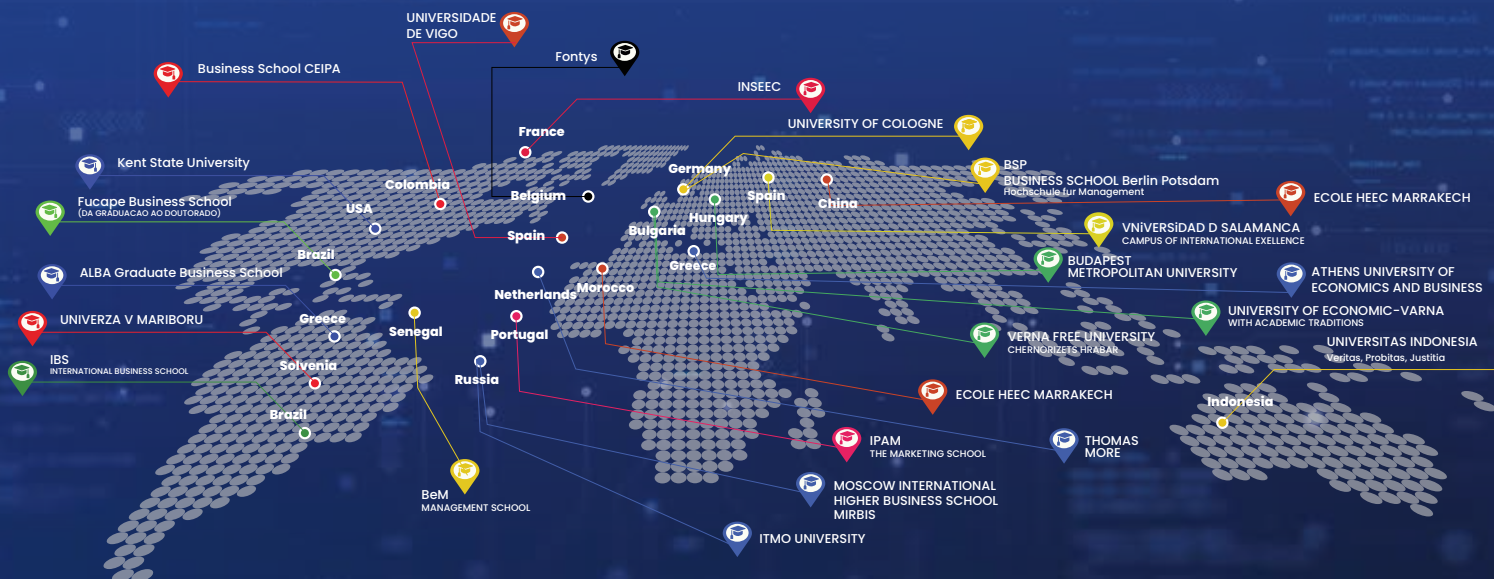 UNIVERSIDADE
DE VIGO
Fontys
Business School CEIPA
INSEEC
UNIVERSITY OF COLOGNE
France
Kent State University
Germany
BSP
BUSINESS SCHOOL Berlin Potsdam
Hochschule fur Management
Colombia
Belgium
Spain
China
ECOLE HEEC MARRAKECH
Fucape Business School
(DA GRADUACAO AO DOUTORADO)
USA
Hungary
Bulgaria
VNiVERSiDAD D SALAMANCA
CAMPUS OF INTERNATIONAL EXELLENCE
Spain
Brazil
Greece
BUDAPEST
METROPOLITAN UNIVERSITY
ALBA Graduate Business School
ATHENS UNIVERSITY OF
ECONOMICS AND BUSINESS
Netherlands
Morocco
UNIVERZA V MARIBORU
Greece
Senegal
Portugal
UNIVERSITY OF ECONOMIC-VARNA
WITH ACADEMIC TRADITIONS
VERNA FREE UNIVERSITY
CHERNORIZETS HRABAR
UNIVERSITAS INDONESIA
Veritas, Probitas, Justitia
IBS
INTERNATIONAL BUSINESS SCHOOL
Solvenia
Russia
ECOLE HEEC MARRAKECH
Indonesia
Brazil
IPAM
THE MARKETING SCHOOL
THOMAS
MORE
BeM
MANAGEMENT SCHOOL
MOSCOW INTERNATIONAL
HIGHER BUSINESS SCHOOL
MIRBIS
ITMO UNIVERSITY